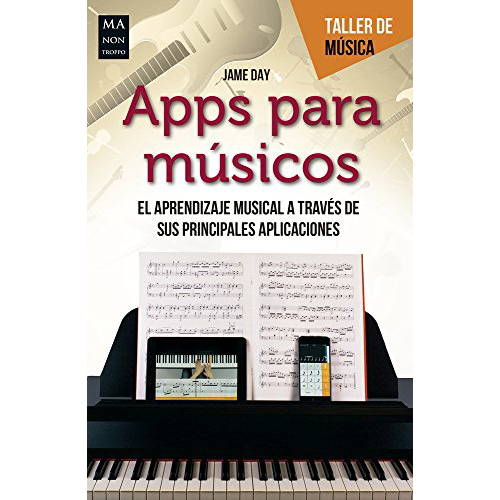 MA
NON
TROPPO
TALLER DE
MÚSICA
JAME DAY
Apps para
músicos
EL APRENDIZAJE MUSICAL A TRAVÉS DE
SUS PRINCIPALES APLICACIONES